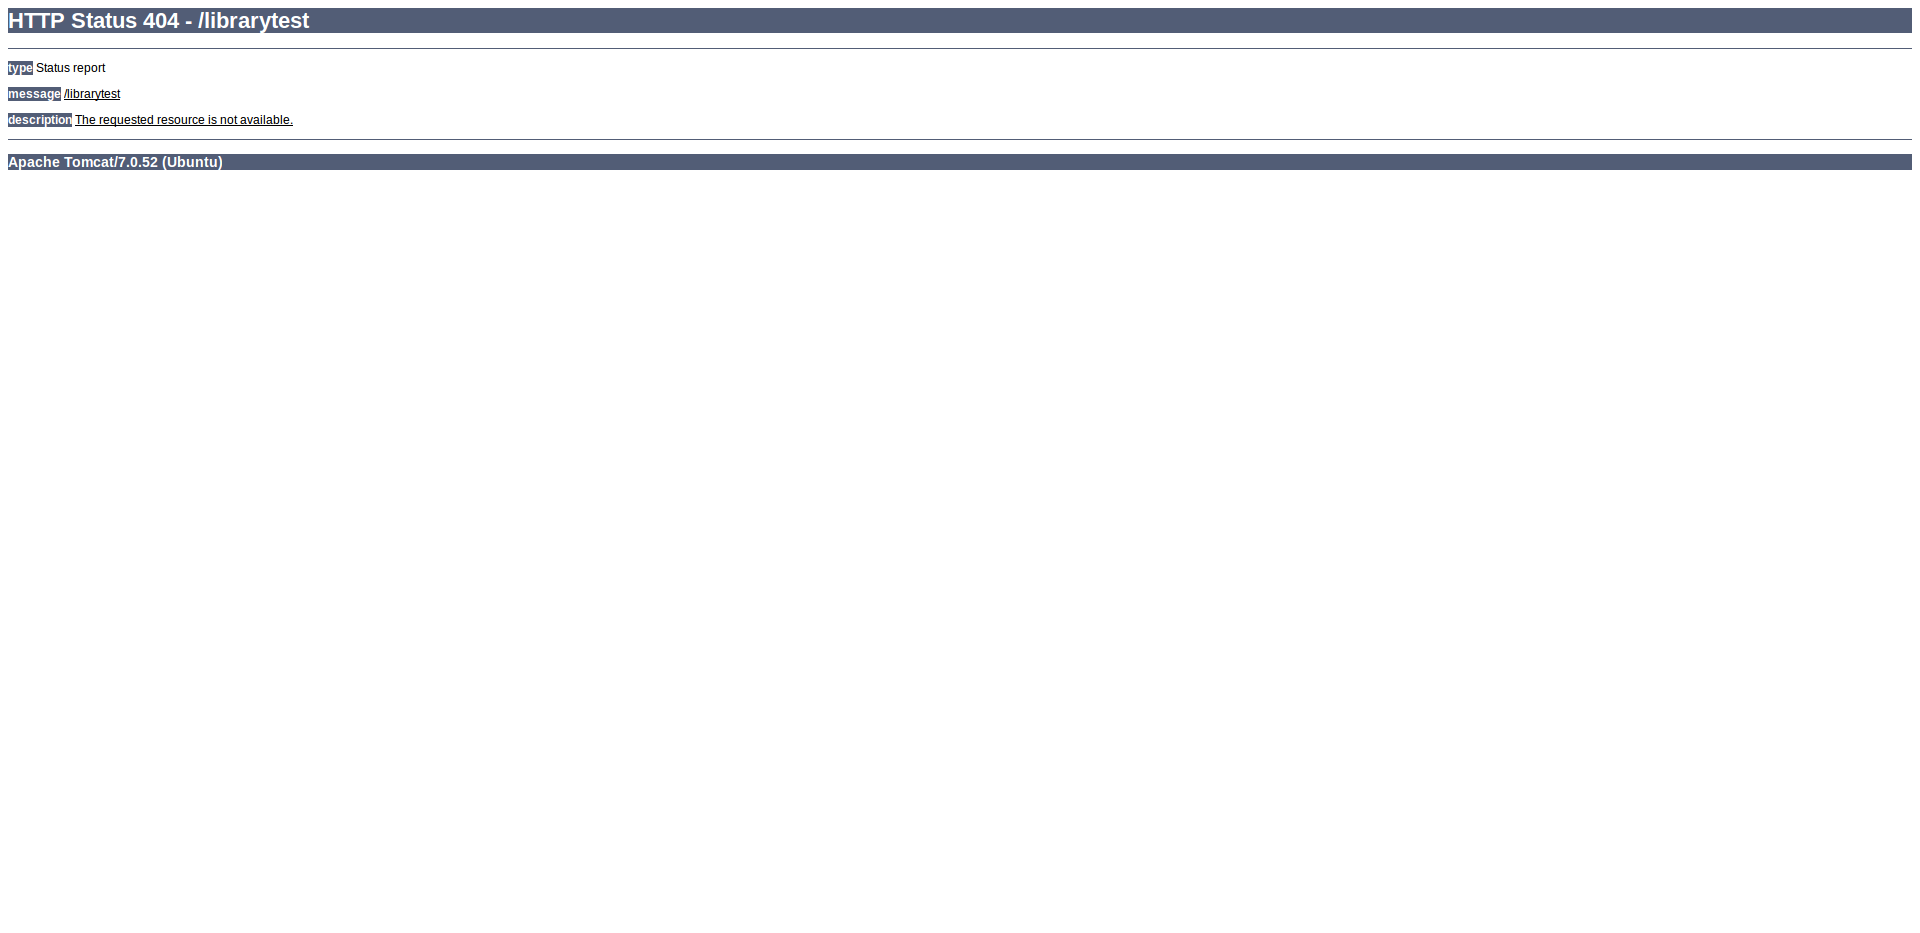 HTTP Status 404 - /librarytest
type Status report
message /librarytest
description The requested resource is not available.
Apache Tomcat/7.0.52 (Ubuntu)